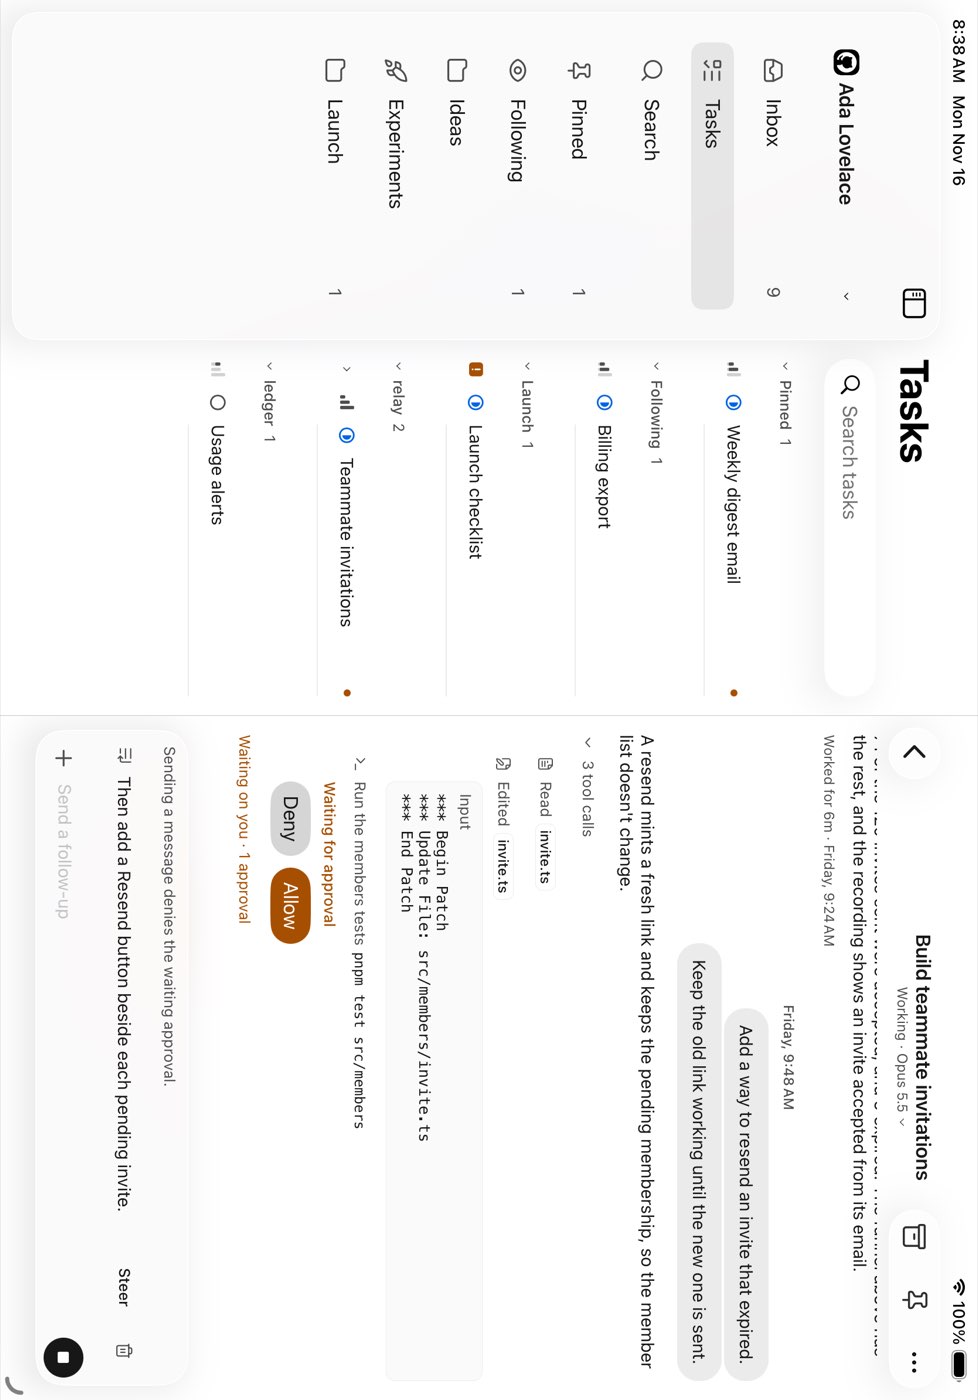 8:38 AM Mon Nov 16
100%
Ada Lovelace
Inbox 9
Tasks
Search
Pinned 1
Following 1
Ideas
Experiments
Launch 1
Tasks
Search tasks
Pinned 1
Weekly digest email
Following 1
Billing export
Launch 1
Launch checklist
relay 2
Teammate invitations
ledger 1
Usage alerts
Build teammate invitations
Working · Opus 5.5
the rest, and the recording shows an invite accepted from its email.
Worked for 6m · Friday, 9:24 AM
Friday, 9:48 AM
Add a way to resend an invite that expired.
Keep the old link working until the new one is sent.
A resend mints a fresh link and keeps the pending membership, so the member
list doesn't change.
3 tool calls
Read invite.ts
Edited invite.ts
Input
*** Begin Patch
*** Update File: src/members/invite.ts
*** End Patch
Run the members tests pnpm test src/members
Waiting for approval
Deny Allow
Waiting on you · 1 approval
Sending a message denies the waiting approval.
Then add a Resend button beside each pending invite. Steer
Send a follow-up